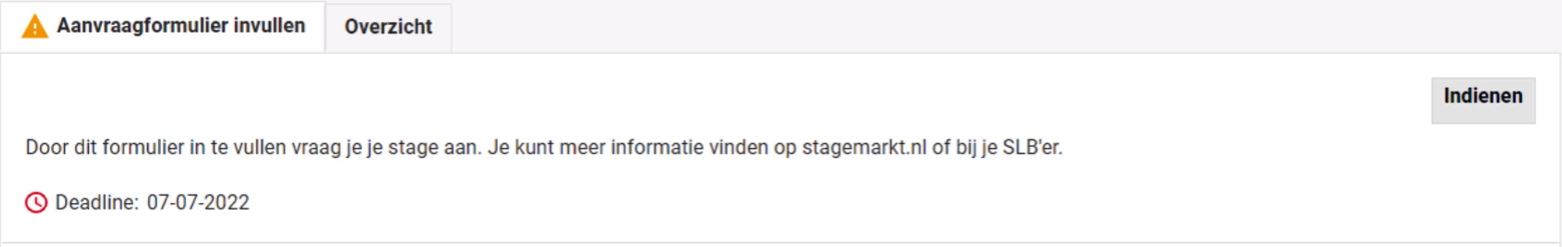 Aanvraagformulier invullen
Overzicht
Indienen
Door dit formulier in te vullen vraag je je stage aan. Je kunt meer informatie vinden op stagemarkt.nl of bij je SLB'er.
Deadline: 07-07-2022